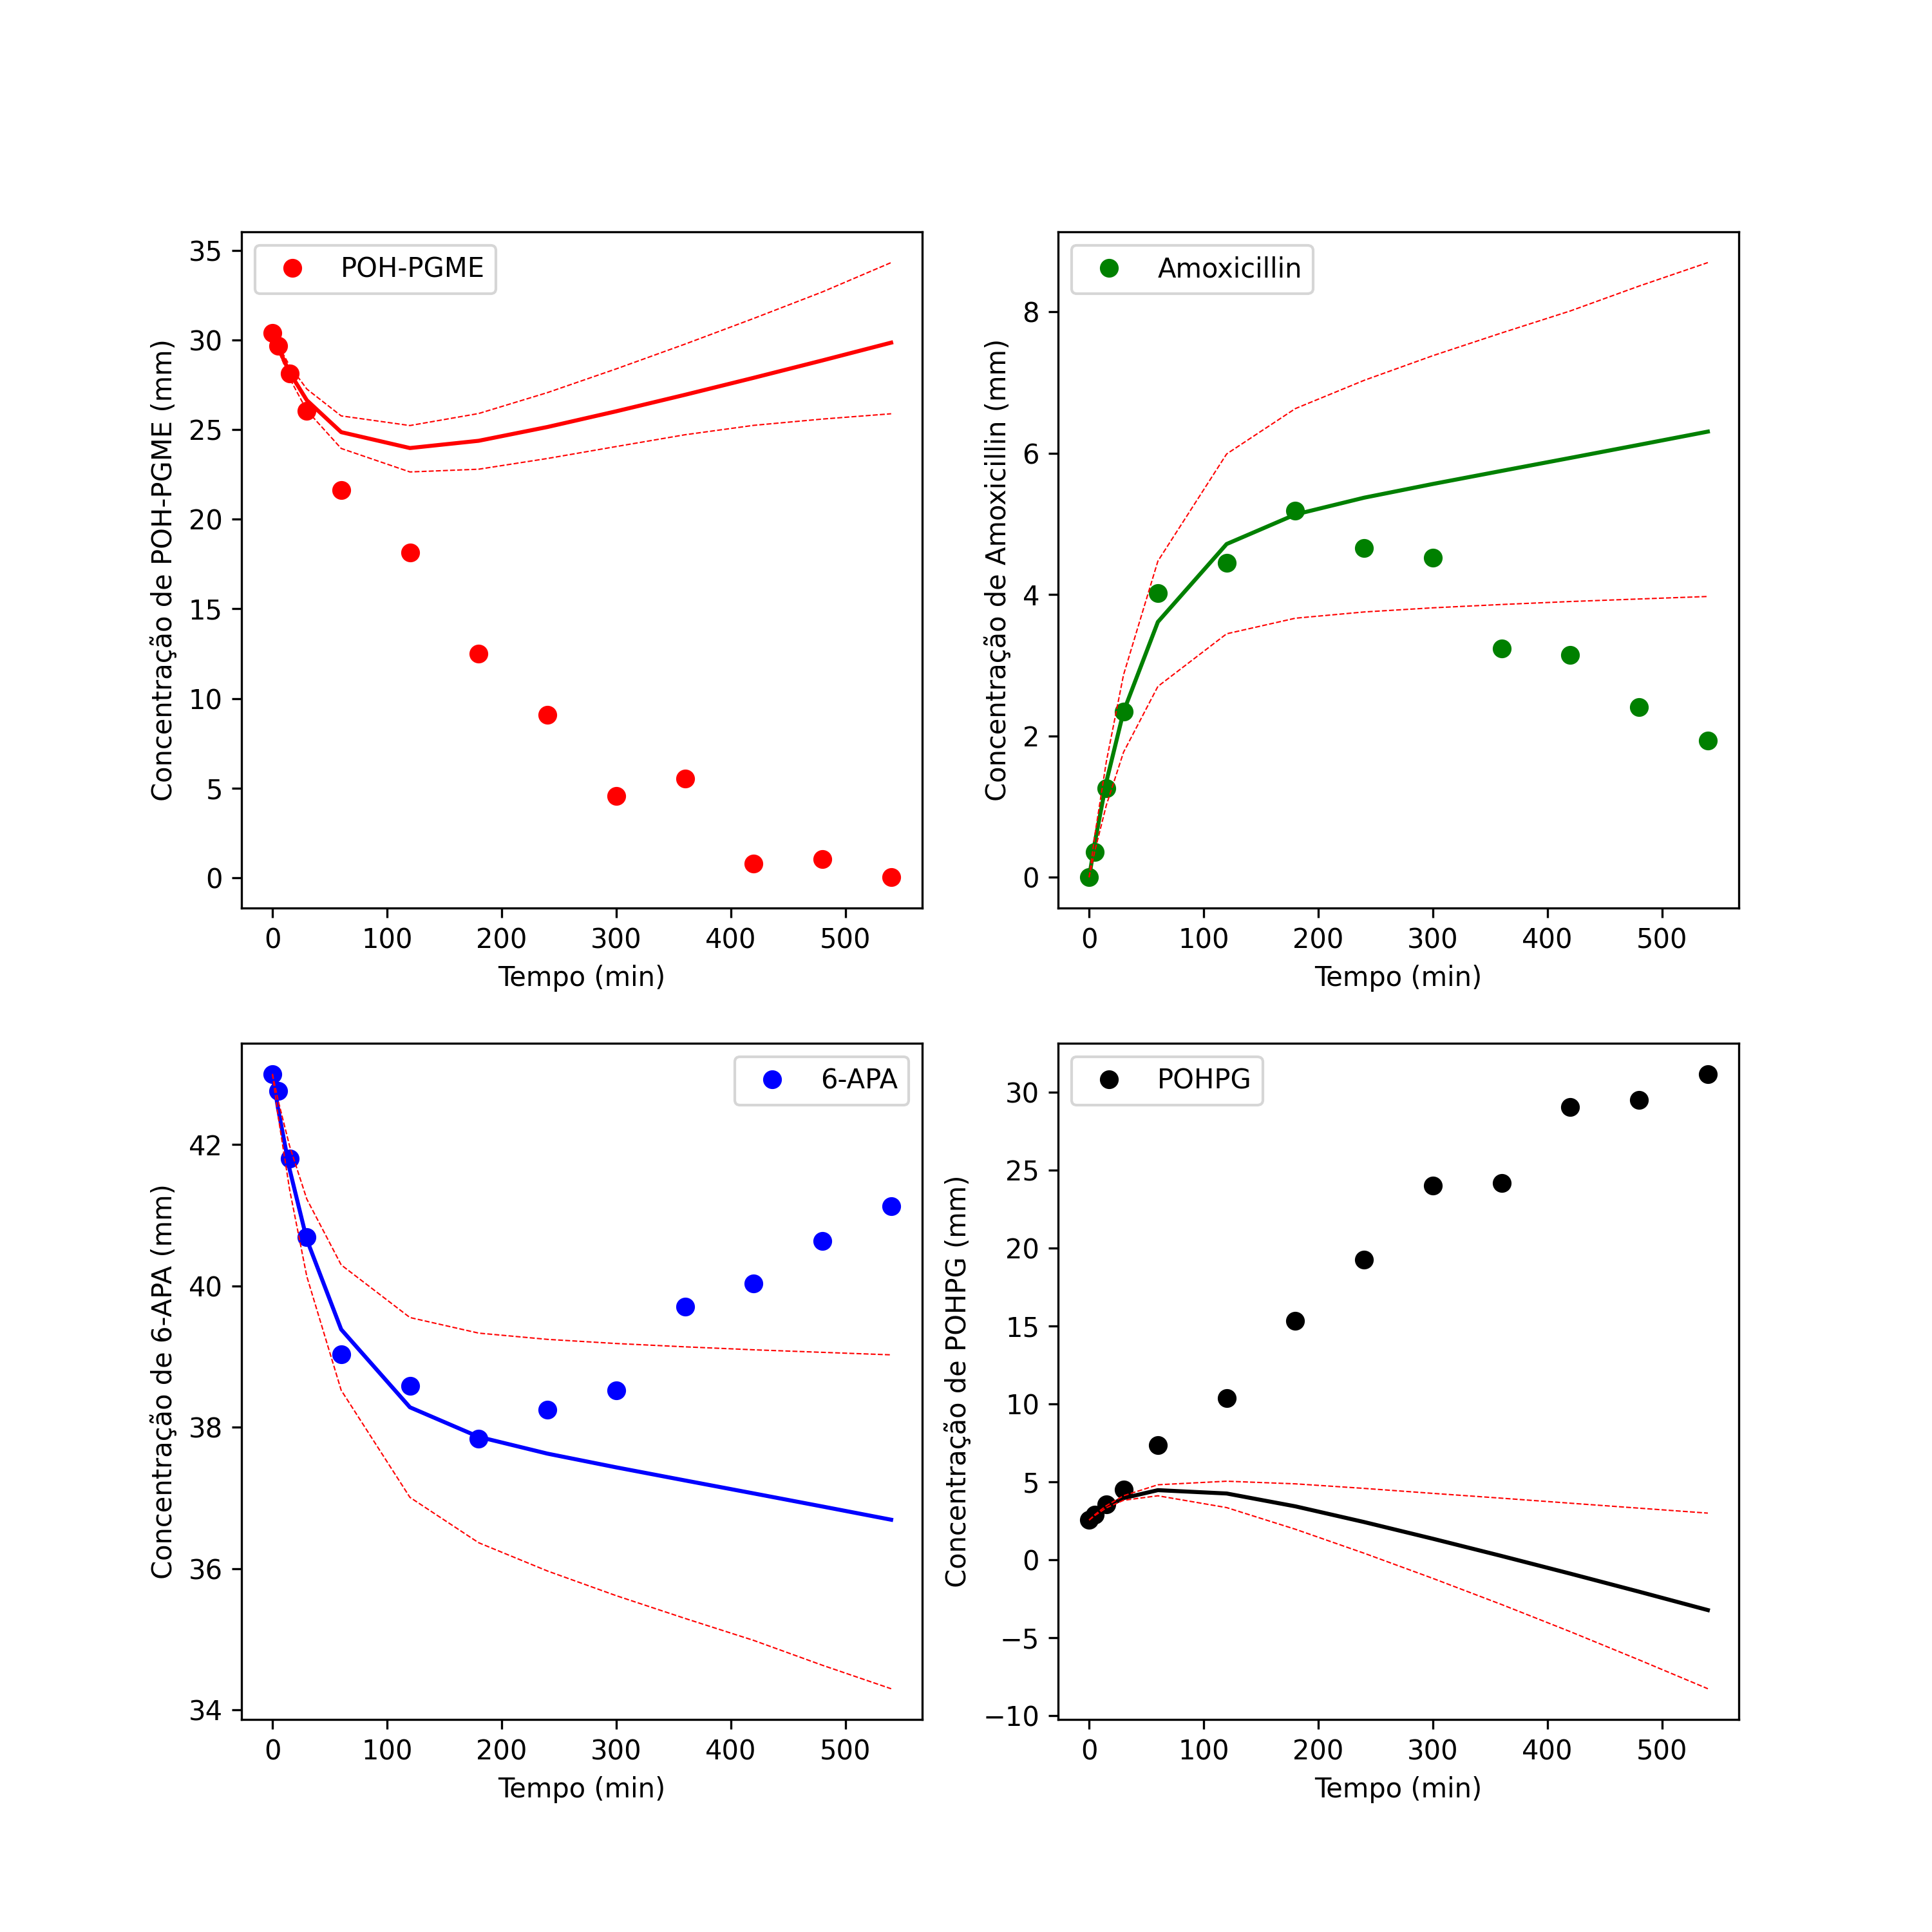 POH-PGME
Concentração de POH-PGME (mm)
35
30
25
20
15
10
5
0
0 100 200 300 400 500
Tempo (min)
Amoxicillin
Concentração de Amoxicillin (mm)
8
6
4
2
0
0 100 200 300 400 500
Tempo (min)
6-APA
Concentração de 6-APA (mm)
42
40
38
36
34
0 100 200 300 400 500
Tempo (min)
POHPG
Concentração de POHPG (mm)
30
25
20
15
10
5
0
−5
−10
0 100 200 300 400 500
Tempo (min)